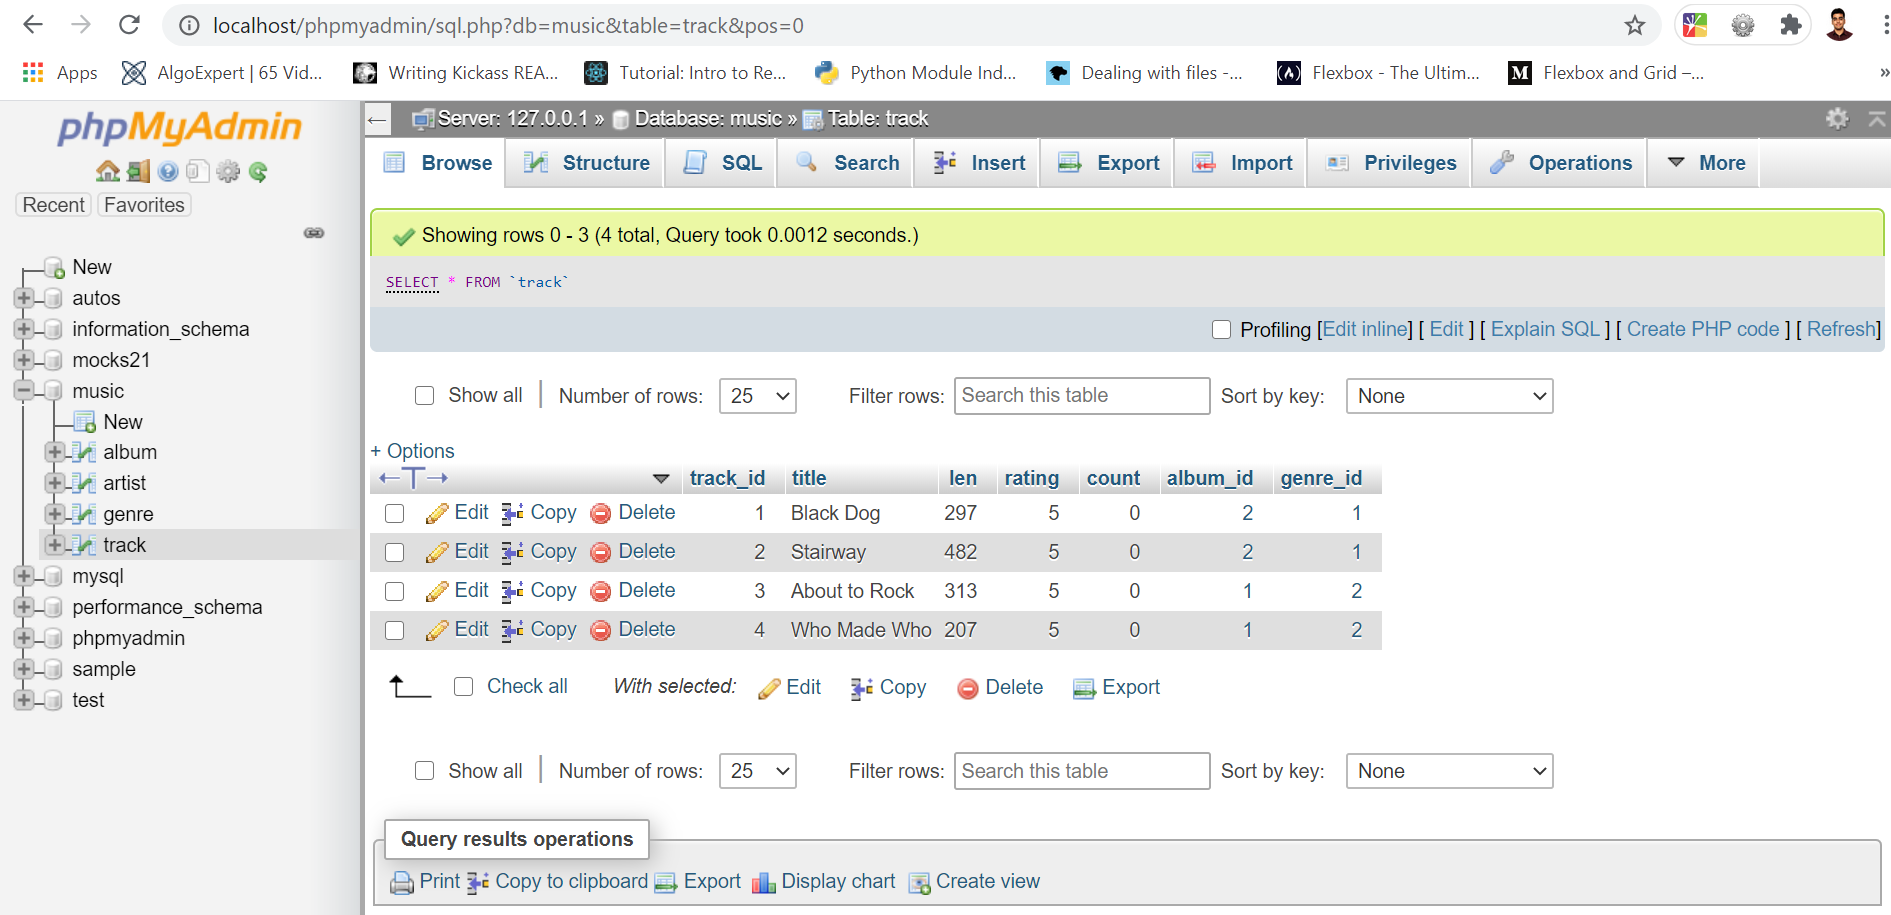 localhost/phpmyadmin/sql.php?db=music&table=track&pos=0
Apps AlgoExpert | 65 Vid... Writing Kickass REA... Tutorial: Intro to Re... Python Module Ind... Dealing with files -... Flexbox - The Ultim... M Flexbox and Grid –... »
phpMyAdmin
Recent Favorites
New
autos
information_schema
mocks21
music
New
album
artist
genre
track
mysql
performance_schema
phpmyadmin
sample
test
← Server: 127.0.0.1 » Database: music » Table: track
Browse Structure SQL Search Insert Export Import Privileges Operations More
Showing rows 0 - 3 (4 total, Query took 0.0012 seconds.)
SELECT * FROM `track`
Profiling [Edit inline] [ Edit ] [ Explain SQL ] [ Create PHP code ] [ Refresh]
Show all Number of rows: 25 Filter rows: Search this table Sort by key: None
+ Options
←T→ track_id title len rating count album_id genre_id
Edit Copy Delete 1 Black Dog 297 5 0 2 1
Edit Copy Delete 2 Stairway 482 5 0 2 1
Edit Copy Delete 3 About to Rock 313 5 0 1 2
Edit Copy Delete 4 Who Made Who 207 5 0 1 2
Check all With selected: Edit Copy Delete Export
Show all Number of rows: 25 Filter rows: Search this table Sort by key: None
Query results operations
Print Copy to clipboard Export Display chart Create view